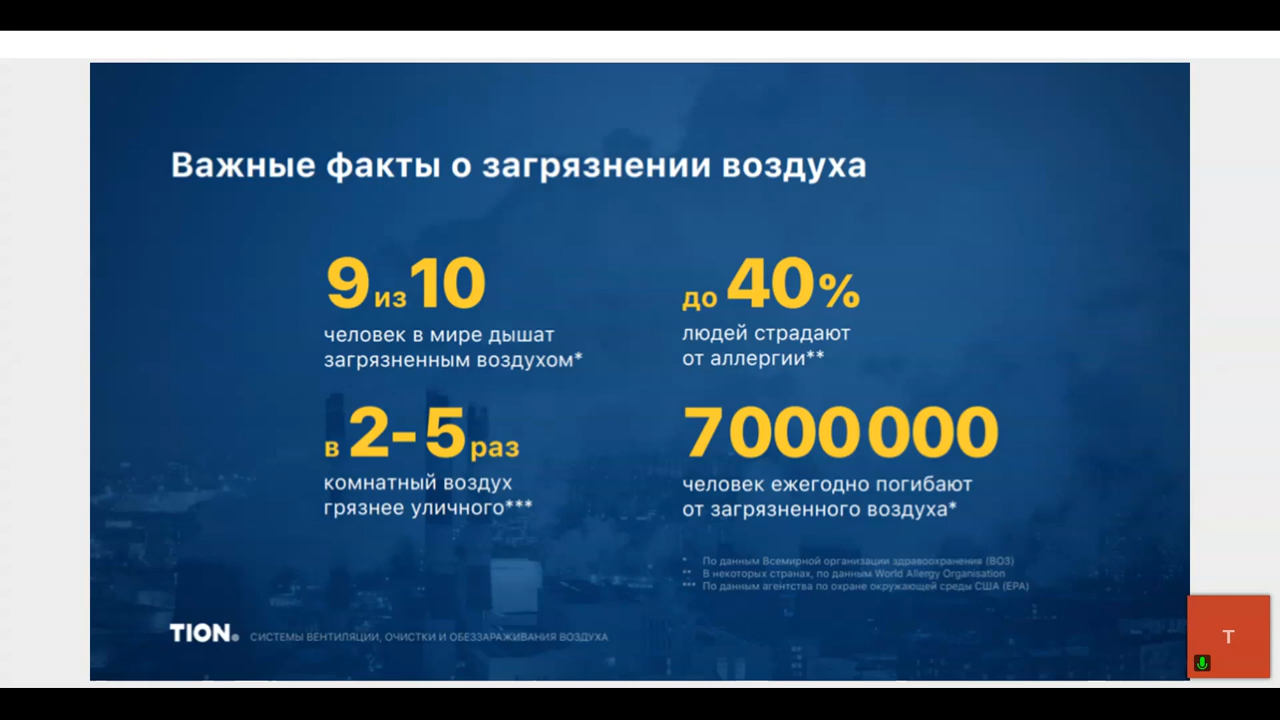 Важные факты о загрязнении воздуха
9 из 10
человек в мире дышат
загрязненным воздухом*
до 40%
людей страдают
от аллергии**
в 2-5 раз
комнатный воздух
грязнее уличного***
7 000 000
человек ежегодно погибают
от загрязненного воздуха*
* По данным Всемирной организации здравоохранения (ВОЗ)
** В некоторых странах, по данным World Allergy Organisation
*** По данным агентства по охране окружающей среды США (EPA)
TION. СИСТЕМЫ ВЕНТИЛЯЦИИ, ОЧИСТКИ И ОБЕЗЗАРАЖИВАНИЯ ВОЗДУХА
T